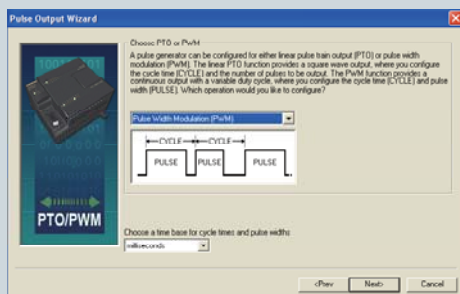 Pulse Output Wizard
Choose PTO or PWM
A pulse generator can be configured for either linear pulse train output (PTO) or pulse width
modulation (PWM). The linear PTO function provides a square wave output, where you configure
the cycle time (CYCLE) and the number of pulses to be output. The PWM function provides a
continuous output with a variable duty cycle, where you configure the cycle time (CYCLE) and pulse
width (PULSE). Which operation would you like to configure?
Pulse Width Modulation (PWM)
CYCLE CYCLE
PULSE PULSE PULSE
PTO/PWM
Choose a time base for cycle times and pulse widths
milliseconds
<Prev Next> Cancel